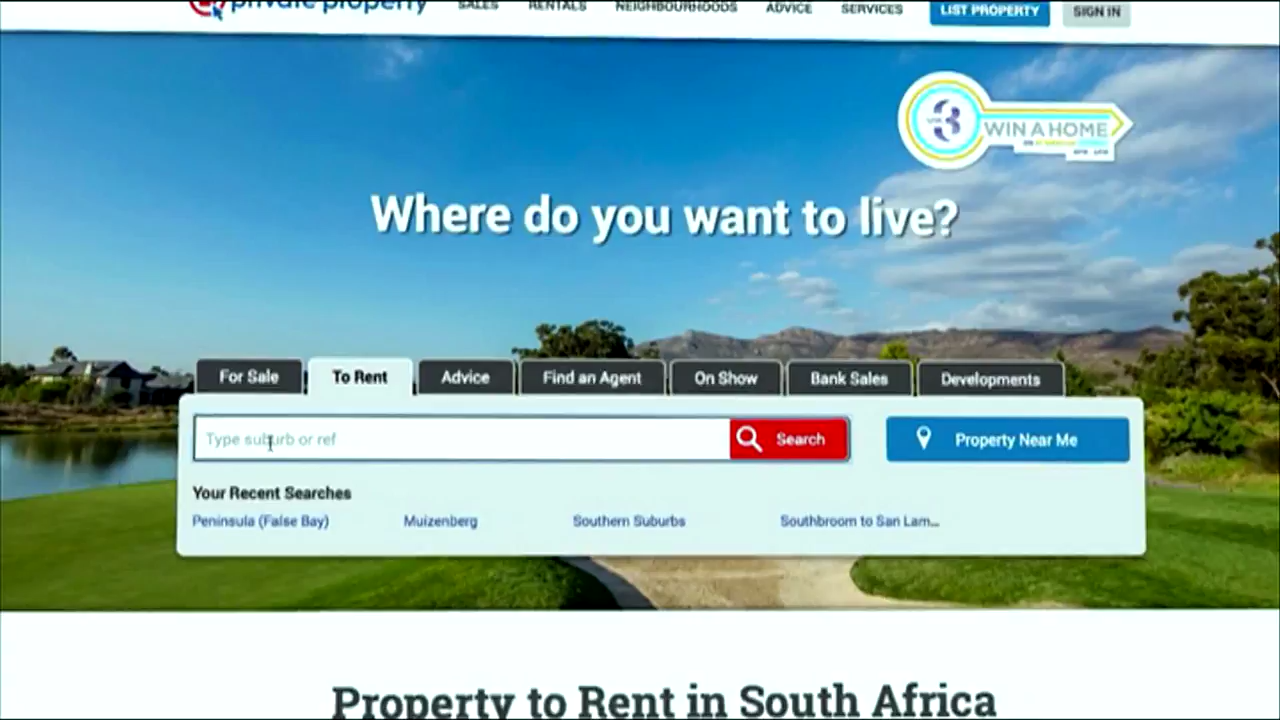 private property
SALES RENTALS NEIGHBOURHOODS ADVICE SERVICES LIST PROPERTY SIGN IN
3
WIN A HOME
Where do you want to live?
For Sale To Rent Advice Find an Agent On Show Bank Sales Developments
Type suburb or ref Search Property Near Me
Your Recent Searches
Peninsula (False Bay) Muizenberg Southern Suburbs Southbroom to San Lam...
Property to Rent in South Africa